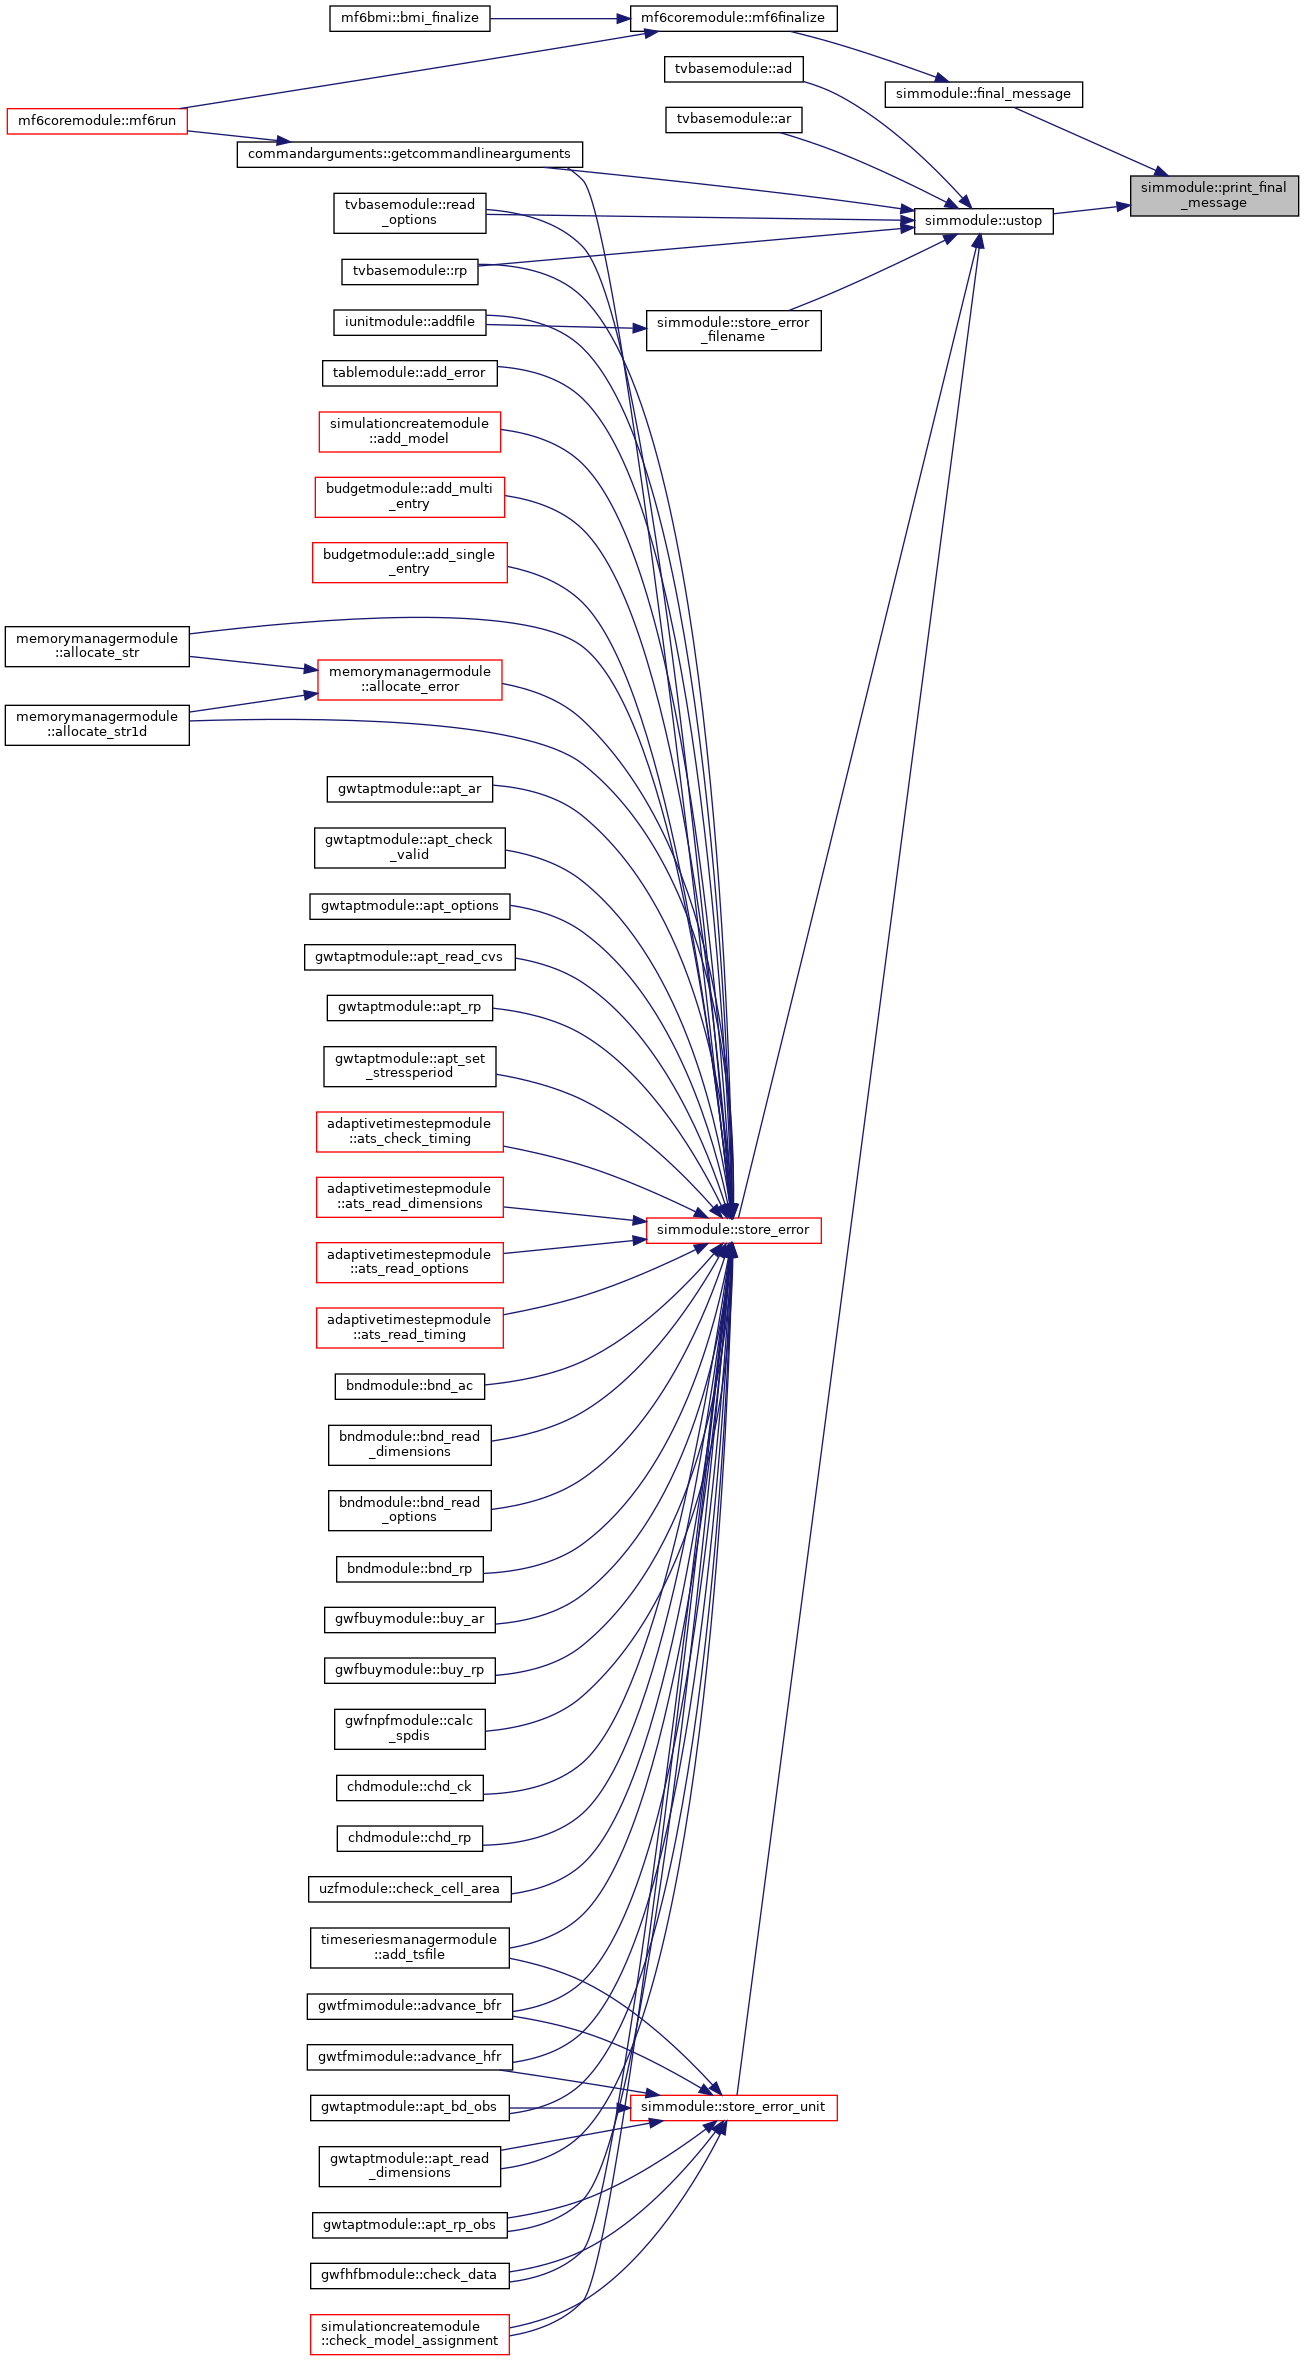 mf6bmi::bmi_finalize
mf6coremodule::mf6finalize
tvbasemodule::ad
simmodule::final_message
tvbasemodule::ar
mf6coremodule::mf6run
commandarguments::getcommandlinearguments
simmodule::print_final
_message
tvbasemodule::read
_options
simmodule::ustop
tvbasemodule::rp
iunitmodule::addfile
simmodule::store_error
_filename
tablemodule::add_error
simulationcreatemodule
::add_model
budgetmodule::add_multi
_entry
budgetmodule::add_single
_entry
memorymanagermodule
::allocate_str
memorymanagermodule
::allocate_error
memorymanagermodule
::allocate_str1d
gwtaptmodule::apt_ar
gwtaptmodule::apt_check
_valid
gwtaptmodule::apt_options
gwtaptmodule::apt_read_cvs
gwtaptmodule::apt_rp
gwtaptmodule::apt_set
_stressperiod
adaptivetimestepmodule
::ats_check_timing
adaptivetimestepmodule
::ats_read_dimensions
simmodule::store_error
adaptivetimestepmodule
::ats_read_options
adaptivetimestepmodule
::ats_read_timing
bndmodule::bnd_ac
bndmodule::bnd_read
_dimensions
bndmodule::bnd_read
_options
bndmodule::bnd_rp
gwfbuymodule::buy_ar
gwfbuymodule::buy_rp
gwfnpfmodule::calc
_spdis
chdmodule::chd_ck
chdmodule::chd_rp
uzfmodule::check_cell_area
timeseriesmanagermodule
::add_tsfile
gwtfmimodule::advance_bfr
gwtfmimodule::advance_hfr
gwtaptmodule::apt_bd_obs
simmodule::store_error_unit
gwtaptmodule::apt_read
_dimensions
gwtaptmodule::apt_rp_obs
gwfhfbmodule::check_data
simulationcreatemodule
::check_model_assignment